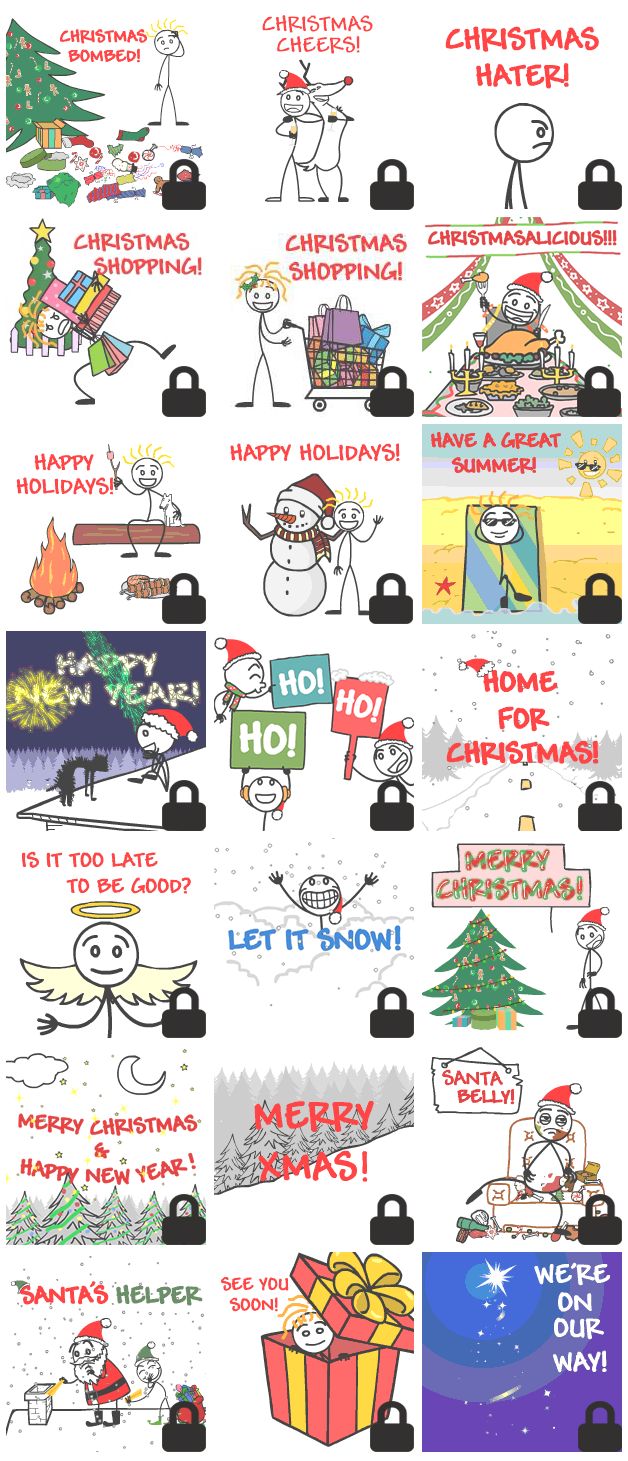 CHRISTMAS
BOMBED!
CHRISTMAS
CHEERS!
CHRISTMAS
HATER!
CHRISTMAS
SHOPPING!
CHRISTMAS
SHOPPING!
CHRISTMASALICIOUS!!!
HAPPY
HOLIDAYS!
HAPPY HOLIDAYS!
HAVE A GREAT
SUMMER!
HAPPY
NEW YEAR!
HO!
HO!
HO!
HOME
FOR
CHRISTMAS!
IS IT TOO LATE
TO BE GOOD?
LET IT SNOW!
MERRY
CHRISTMAS!
MERRY CHRISTMAS
&
HAPPY NEW YEAR!
MERRY
XMAS!
SANTA
BELLY!
SANTA'S HELPER
SEE YOU
SOON!
WE'RE
ON
OUR
WAY!